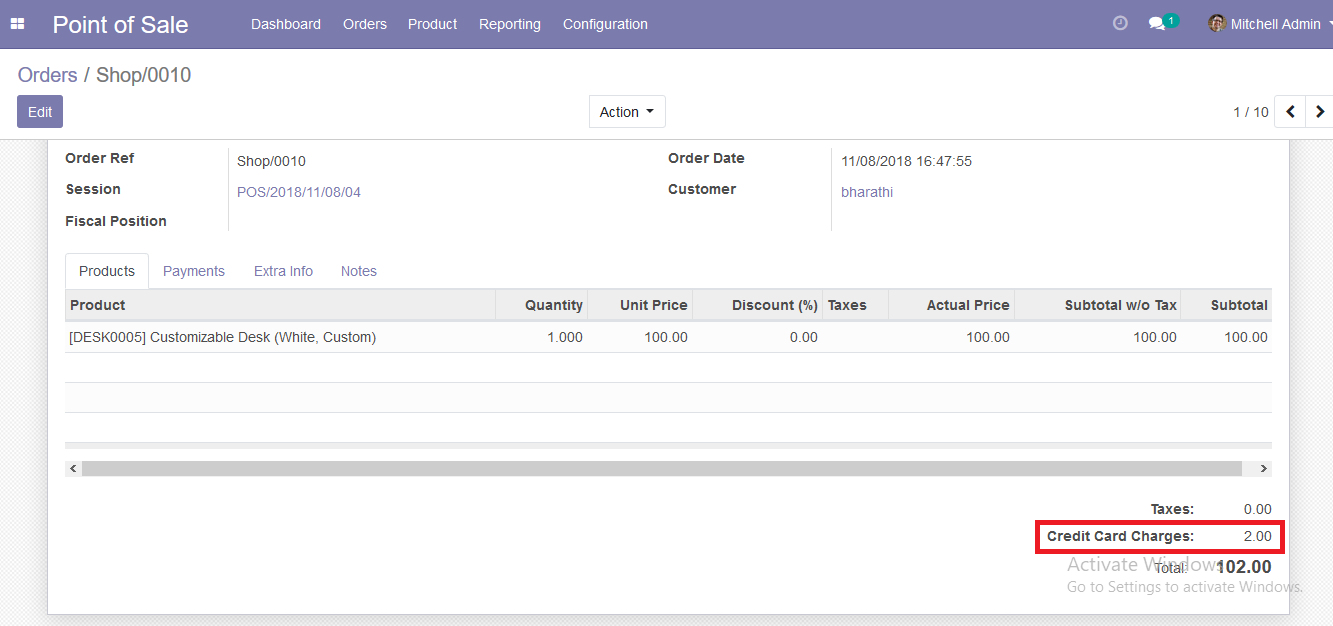 Point of Sale Dashboard Orders Product Reporting Configuration 1 Mitchell Admin
Orders / Shop/0010
Edit Action 1 / 10
Order Ref Shop/0010 Order Date 11/08/2018 16:47:55
Session POS/2018/11/08/04 Customer bharathi
Fiscal Position
Products Payments Extra Info Notes
Product Quantity Unit Price Discount (%) Taxes Actual Price Subtotal w/o Tax Subtotal
[DESK0005] Customizable Desk (White, Custom) 1.000 100.00 0.00 100.00 100.00 100.00
Taxes: 0.00
Credit Card Charges: 2.00
Activate Windows
Total: 102.00
Go to Settings to activate Windows.